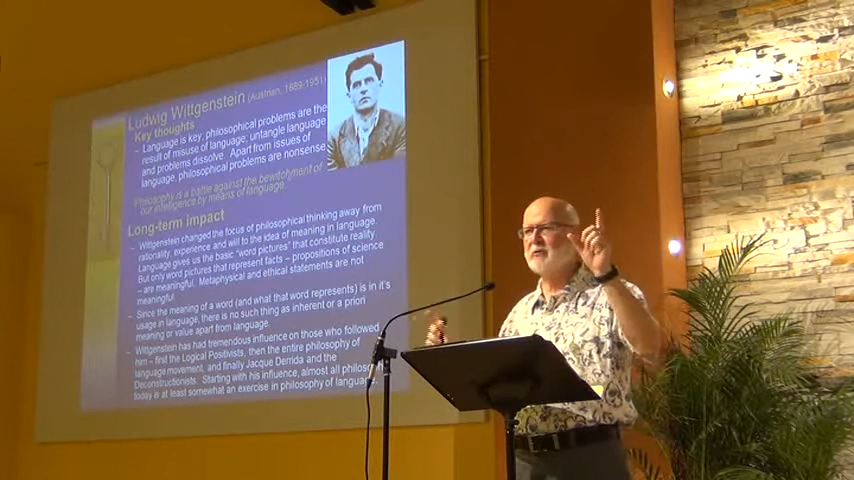 Ludwig Wittgenstein (Austrian, 1889-1951)
Key thoughts
– Language is key, philosophical problems are the
result of misuse of language; untangle language
and problems dissolve. Apart from issues of
language, philosophical problems are nonsense
"Philosophy is a battle against the bewitchment of
our intelligence by means of language."
Long-term impact
– Wittgenstein changed the focus of philosophical thinking away from
rationality, experience and will to the idea of meaning in language.
Language gives us the basic "word pictures" that constitute reality
But only word pictures that represent facts – propositions of science
– are meaningful. Metaphysical and ethical statements are not
meaningful.
– Since the meaning of a word (and what that word represents) is in it's
usage in language, there is no such thing as inherent or a priori
meaning or value apart from language.
– Wittgenstein has had tremendous influence on those who followed
him – first the Logical Positivists, then the entire philosophy of
language movement, and finally Jacque Derrida and the
Deconstructionists. Starting with his influence, almost all philosoph
today is at least somewhat an exercise in philosophy of language.